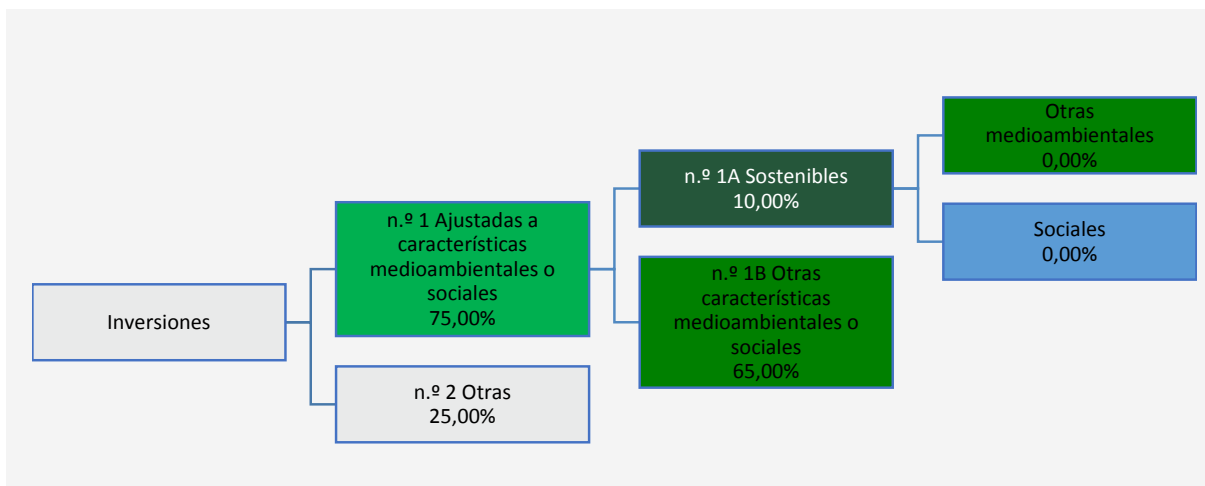 Inversiones
n.º 1 Ajustadas a
características
medioambientales o
sociales
75,00%
n.º 2 Otras
25,00%
n.º 1A Sostenibles
10,00%
n.º 1B Otras
características
medioambientales o
sociales
65,00%
Otras
medioambientales
0,00%
Sociales
0,00%